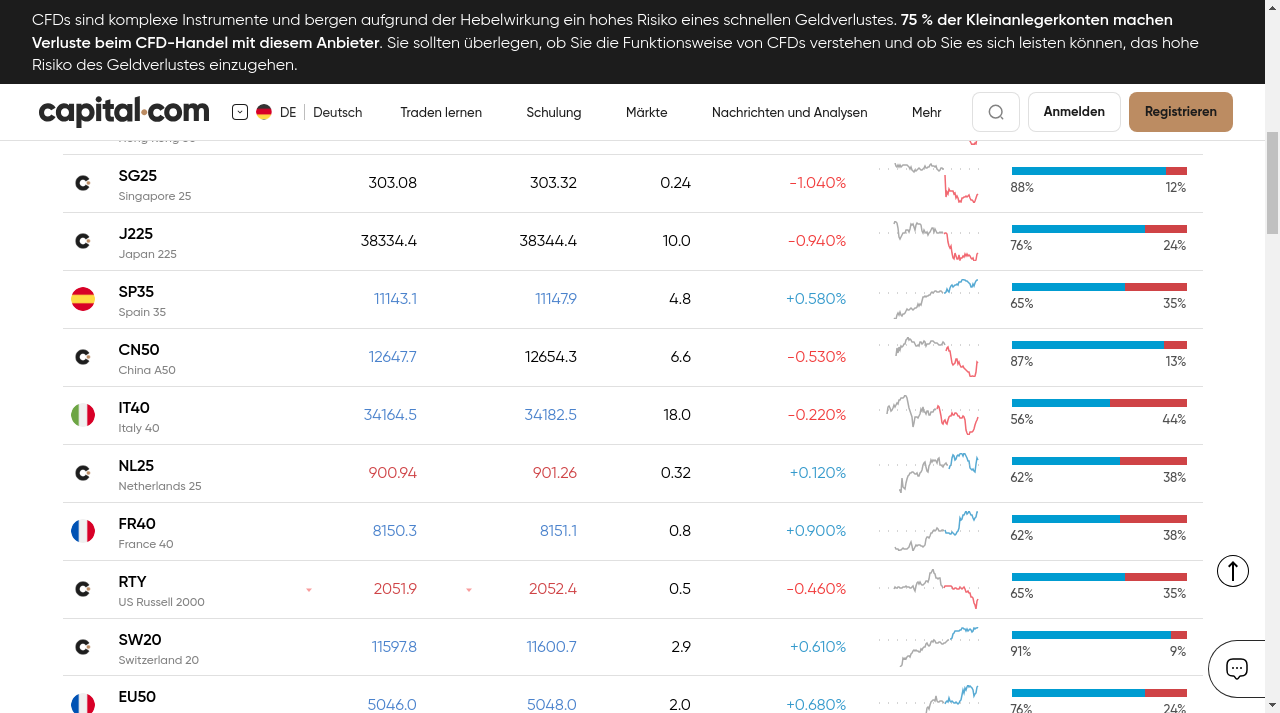 CFDs sind komplexe Instrumente und bergen aufgrund der Hebelwirkung ein hohes Risiko eines schnellen Geldverlustes. 75 % der Kleinanlegerkonten machen
Verluste beim CFD-Handel mit diesem Anbieter. Sie sollten überlegen, ob Sie die Funktionsweise von CFDs verstehen und ob Sie es sich leisten können, das hohe
Risiko des Geldverlustes einzugehen.
capital.com DE Deutsch Traden lernen Schulung Märkte Nachrichten und Analysen Mehr Anmelden Registrieren
SG25 303.08 303.32 0.24 -1.040% 88% 12%
Singapore 25
J225 38334.4 38344.4 10.0 -0.940% 76% 24%
Japan 225
SP35 11143.1 11147.9 4.8 +0.580% 65% 35%
Spain 35
CN50 12647.7 12654.3 6.6 -0.530% 87% 13%
China A50
IT40 34164.5 34182.5 18.0 -0.220% 56% 44%
Italy 40
NL25 900.94 901.26 0.32 +0.120% 62% 38%
Netherlands 25
FR40 8150.3 8151.1 0.8 +0.900% 62% 38%
France 40
RTY 2051.9 2052.4 0.5 -0.460% 65% 35%
US Russell 2000
SW20 11597.8 11600.7 2.9 +0.610% 91% 9%
Switzerland 20
EU50 5046.0 5048.0 2.0 +0.680% 76% 24%